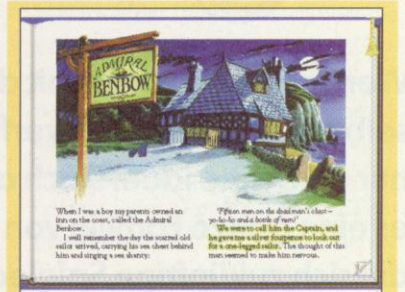 ADMIRAL
BENBOW
When I was a boy my parents owned an
inn on the coast, called the Admiral
Benbow.
I well remember the day the scarred old
sailor arrived, carrying his sea chest behind
him and singing a sea shanty:
"Fifteen men on the dead man's chest –
yo-ho-ho and a bottle of rum!"
We were to call him the Captain, and
he gave me a silver fourpence to look out
for a one-legged sailor. The thought of this
man seemed to make him nervous.